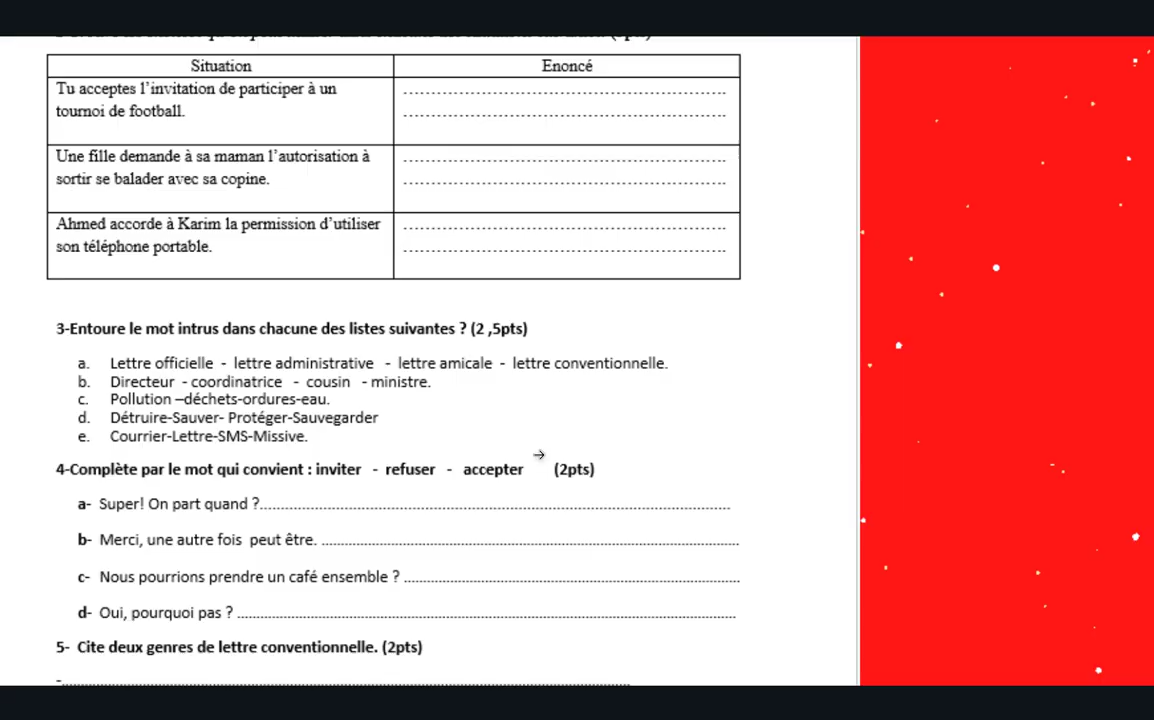 Situation Enoncé
Tu acceptes l'invitation de participer à un
tournoi de football.
Une fille demande à sa maman l'autorisation à
sortir se balader avec sa copine.
Ahmed accorde à Karim la permission d'utiliser
son téléphone portable.
3-Entoure le mot intrus dans chacune des listes suivantes ? (2 ,5pts)
a. Lettre officielle - lettre administrative - lettre amicale - lettre conventionnelle.
b. Directeur - coordinatrice - cousin - ministre.
c. Pollution –déchets-ordures-eau.
d. Détruire-Sauver- Protéger-Sauvegarder
e. Courrier-Lettre-SMS-Missive.
4-Complète par le mot qui convient : inviter - refuser - accepter (2pts)
a- Super! On part quand ?
b- Merci, une autre fois peut être.
c- Nous pourrions prendre un café ensemble ?
d- Oui, pourquoi pas ?
5- Cite deux genres de lettre conventionnelle. (2pts)
-